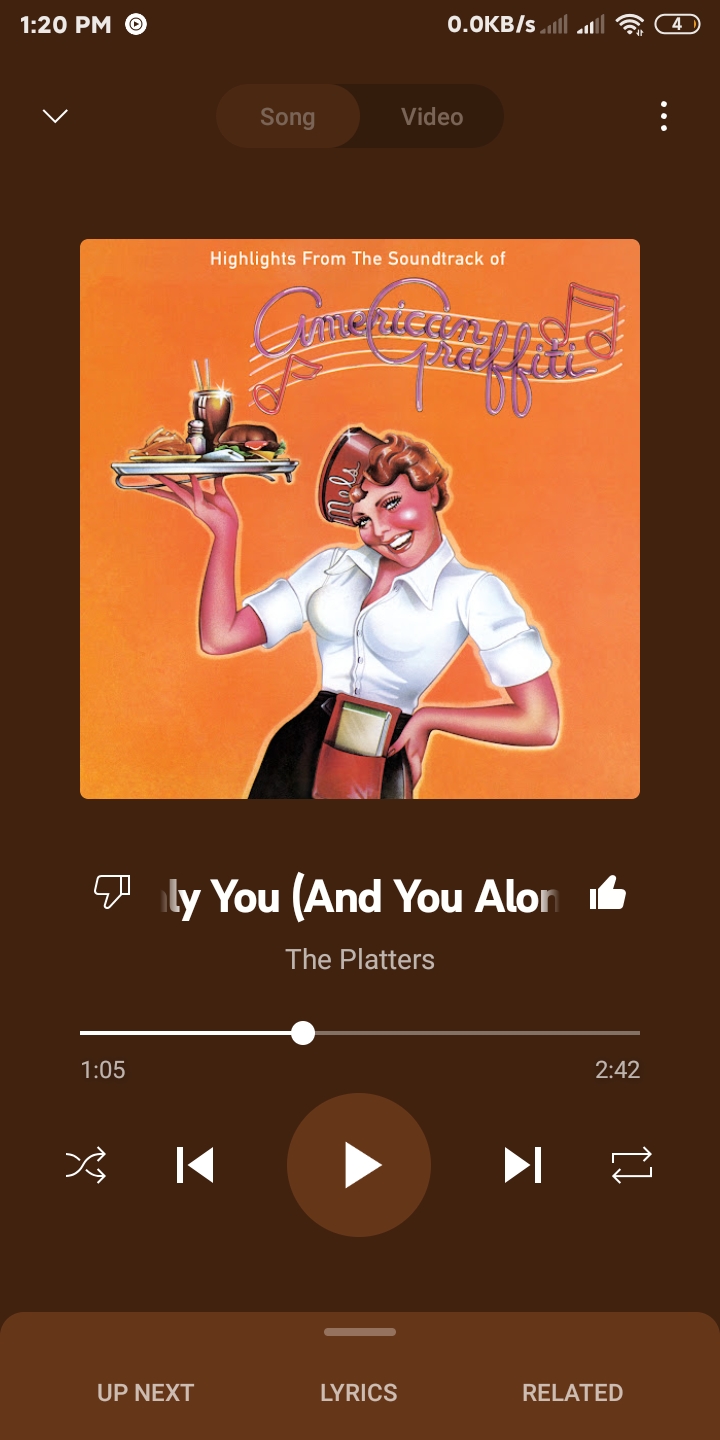 1:20 PM 0.0KB/s 4
Song Video
Highlights From The Soundtrack of
American
Graffiti
Mels
ly You (And You Alon
The Platters
1:05 2:42
UP NEXT LYRICS RELATED